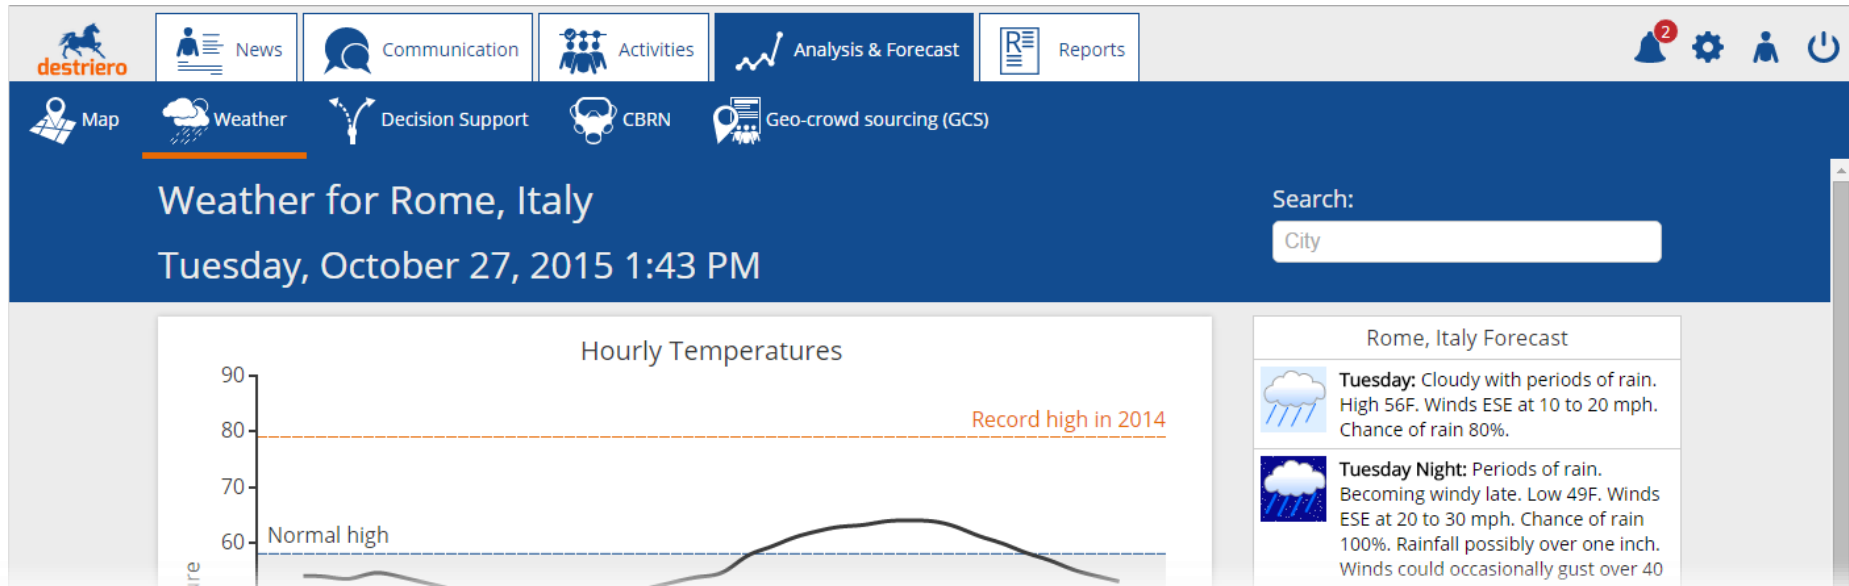 destriero
News
Communication
Activities
Analysis & Forecast
Reports
2
Map
Weather
Decision Support
CBRN
Geo-crowd sourcing (GCS)
Weather for Rome, Italy
Tuesday, October 27, 2015 1:43 PM
Search:
City
Hourly Temperatures
90
80
70
60
Record high in 2014
Normal high
Rome, Italy Forecast
Tuesday: Cloudy with periods of rain.
High 56F. Winds ESE at 10 to 20 mph.
Chance of rain 80%.
Tuesday Night: Periods of rain.
Becoming windy late. Low 49F. Winds
ESE at 20 to 30 mph. Chance of rain
100%. Rainfall possibly over one inch.
Winds could occasionally gust over 40